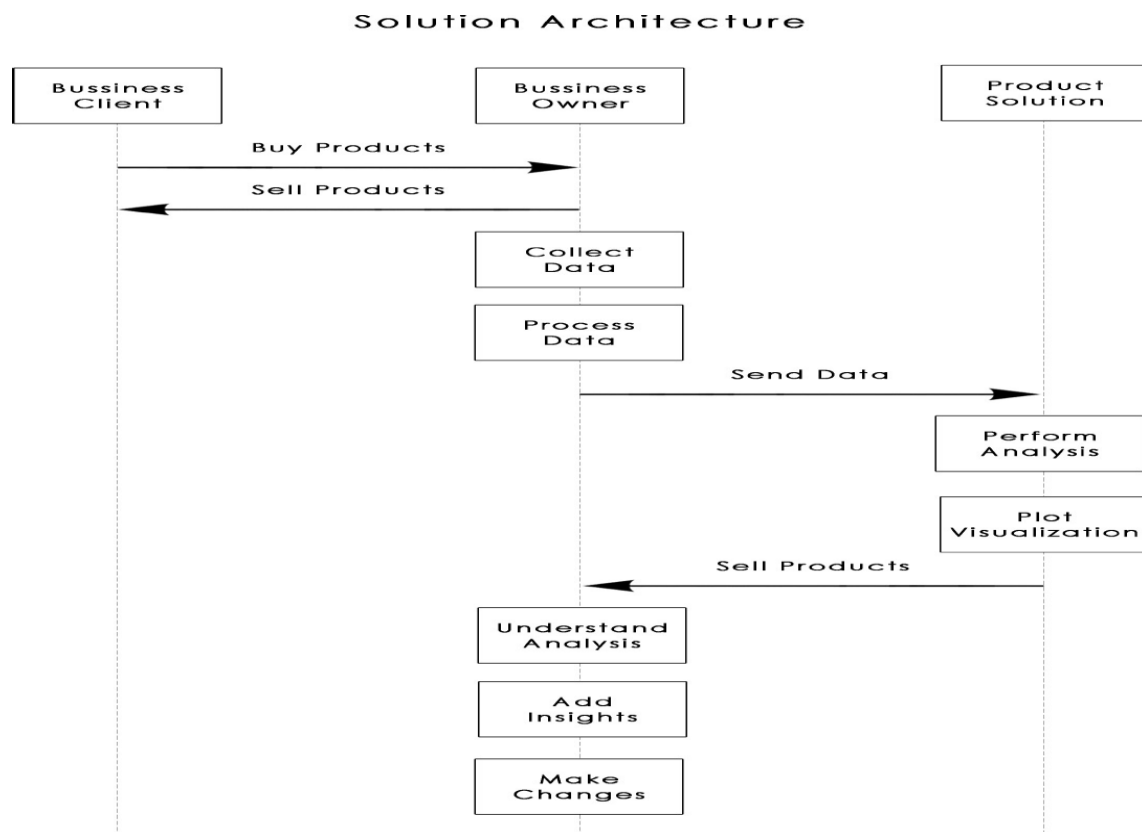 Solution Architecture
Bussiness
Client
Bussiness
Owner
Product
Solution
Buy Products
Sell Products
Collect
Data
Process
Data
Send Data
Perform
Analysis
Plot
Visualization
Sell Products
Understand
Analysis
Add
Insights
Make
Changes